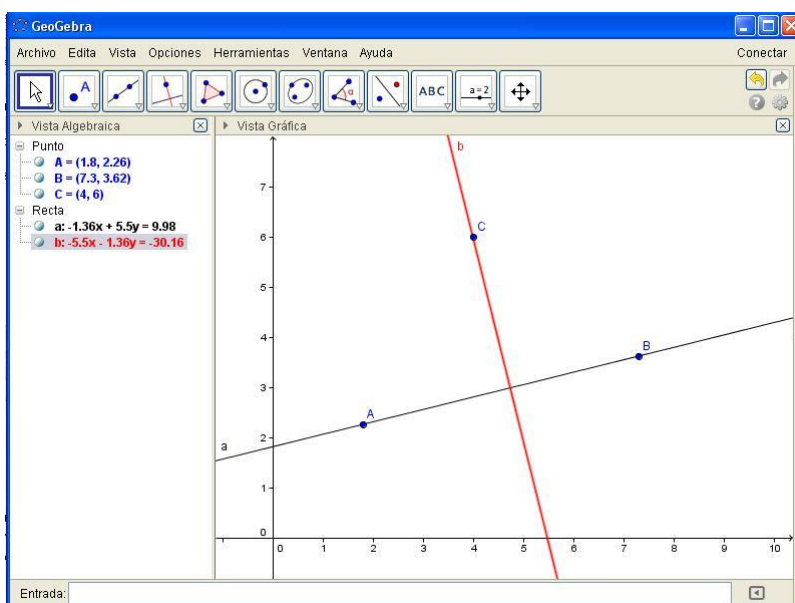 GeoGebra
Archivo Edita Vista Opciones Herramientas Ventana Ayuda
Conectar
A
α
ABC
a=2
Vista Algebraica
Punto
A = (1.8, 2.26)
B = (7.3, 3.62)
C = (4, 6)
Recta
a: -1.36x + 5.5y = 9.98
b: -5.5x - 1.36y = -30.16
Vista Gráfica
b
7
C
6
5
4
B
3
A
a
2
1
0
0 1 2 3 4 5 6 7 8 9 10
Entrada: